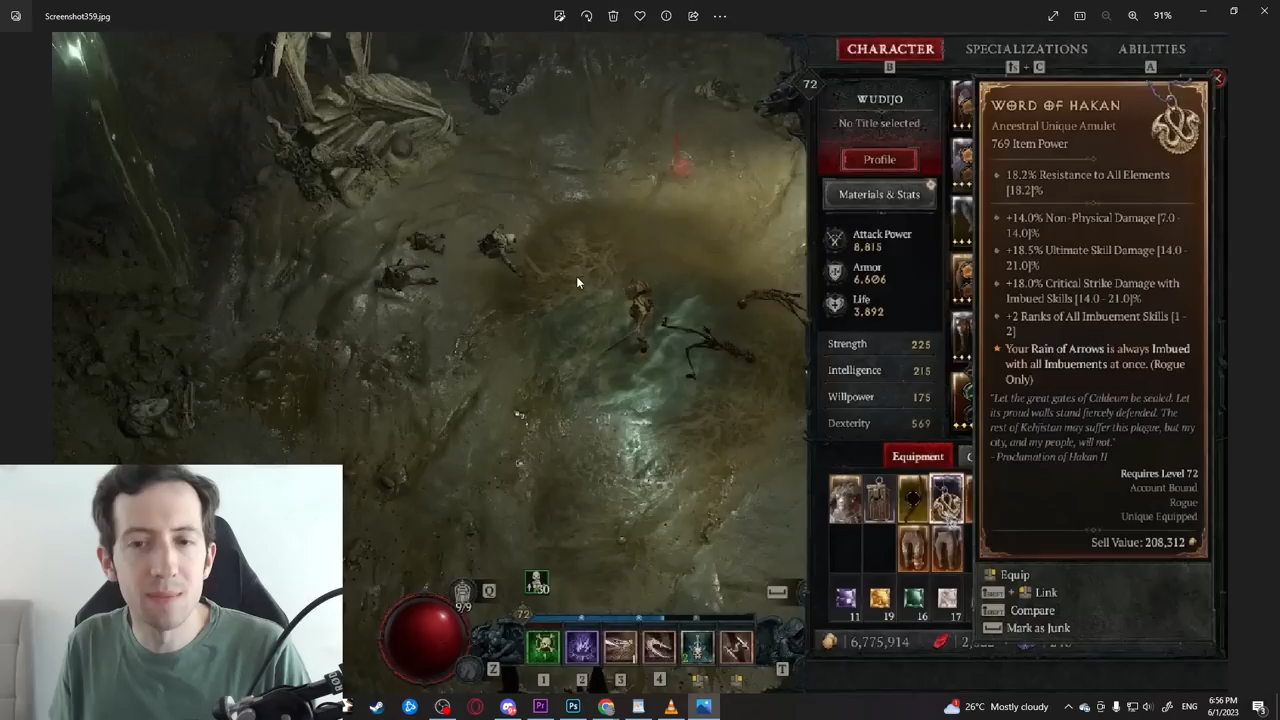 Screenshot359.jpg
91%
CHARACTER
SPECIALIZATIONS
ABILITIES
B
+ C
A
72
WUDIJO
No Title selected
Profile
Materials & Stats
Attack Power
8,815
Armor
6,606
Life
3,892
Strength 225
Intelligence 215
Willpower 175
Dexterity 569
Equipment
WORD OF HAKAN
Ancestral Unique Amulet
769 Item Power
18.2% Resistance to All Elements
[18.2]%
+14.0% Non-Physical Damage [7.0 -
14.0]%
+18.5% Ultimate Skill Damage [14.0 -
21.0]%
+18.0% Critical Strike Damage with
Imbued Skills [14.0 - 21.0]%
+2 Ranks of All Imbuement Skills [1 -
2]
Your Rain of Arrows is always Imbued
with all Imbuements at once. (Rogue
Only)
"Let the great gates of Caldeum be sealed. Let
its proud walls stand fiercely defended. The
rest of Kehjistan may suffer this plague, but my
city, and my people, will not."
- Proclamation of Hakan II
Requires Level 72
Account Bound
Rogue
Unique Equipped
Sell Value: 208,312
Equip
SHIFT + Link
SHIFT Compare
Mark as Junk
11 19 16 17
6,775,914
9/9
Q
30
72
Z 1 2 3 4 T
26°C Mostly cloudy
ENG
6:56 PM
6/1/2023